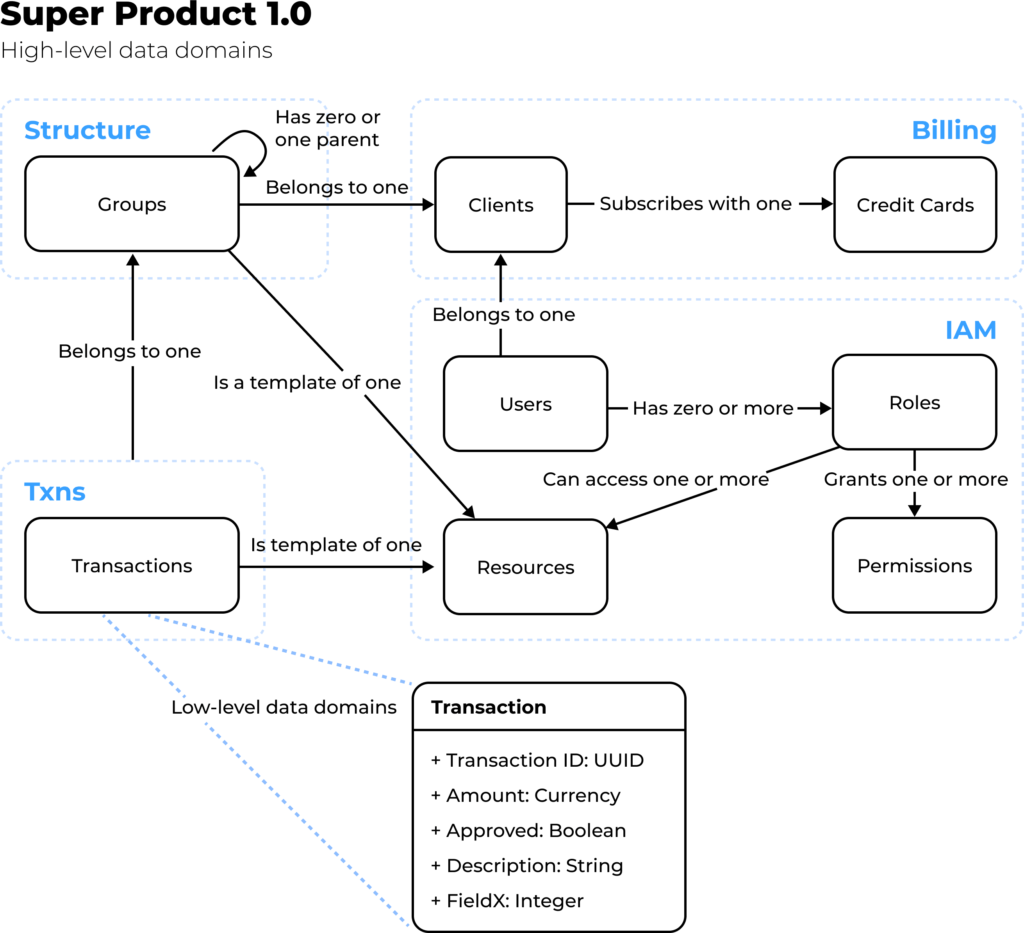 Super Product 1.0
High-level data domains
Structure
Has zero or
one parent
Billing
Groups
Belongs to one
Clients
Subscribes with one
Credit Cards
Belongs to one
IAM
Belongs to one
Is a template of one
Users
Has zero or more
Roles
Can access one or more
Grants one or more
Txns
Transactions
Is template of one
Resources
Permissions
Low-level data domains
Transaction
+ Transaction ID: UUID
+ Amount: Currency
+ Approved: Boolean
+ Description: String
+ FieldX: Integer